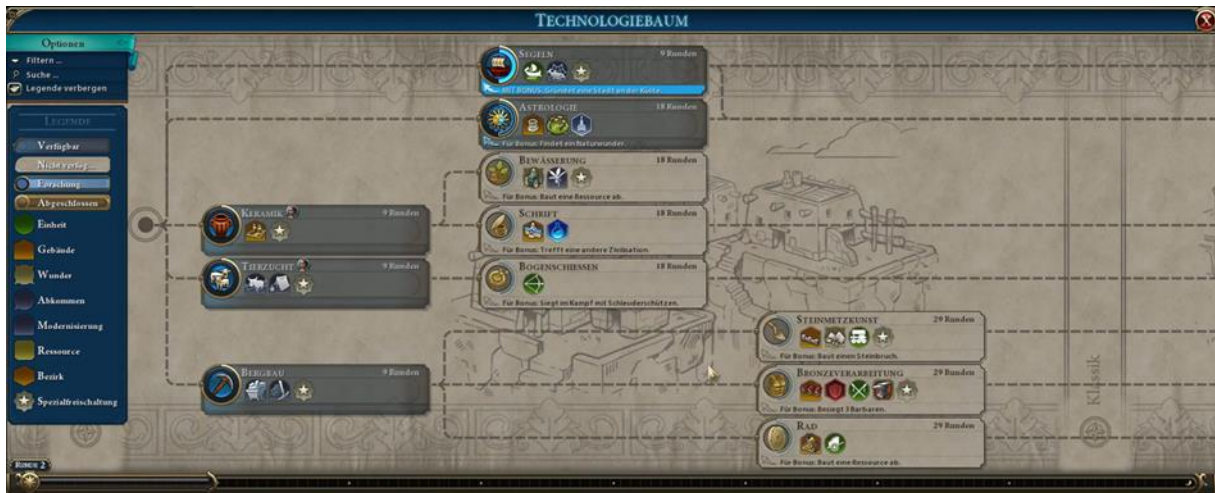 TECHNOLOGIEBAUM
Optionen
Filtern ...
Suche ...
Legende verbergen
LEGENDE
Verfügbar
Forschung
Abgeschlossen
Einheit
Gebäude
Wunder
Abkommen
Modernisierung
Ressource
Bezirk
Spezialfreischaltung
SEGELN 9 Runden
MIT BONUS: Gründet eine Stadt an der Küste.
ASTROLOGIE 18 Runden
Für Bonus: Findet ein Naturwunder.
BEWÄSSERUNG 18 Runden
Für Bonus: Baut eine Ressource ab.
KERAMIK 9 Runden
SCHRIFT 18 Runden
Für Bonus: Trefft eine andere Zivilisation.
TIERZUCHT 9 Runden
BOGENSCHIESSEN 18 Runden
Für Bonus: Siegt im Kampf mit Schleuderschützen.
STEINMETZKUNST 29 Runden
Für Bonus: Baut einen Steinbruch.
BERGBAU 9 Runden
BRONZEVERARBEITUNG 29 Runden
Für Bonus: Besiegt 3 Barbaren.
RAD 29 Runden
Für Bonus: Baut eine Ressource ab.
Klassik
RUNDE 2